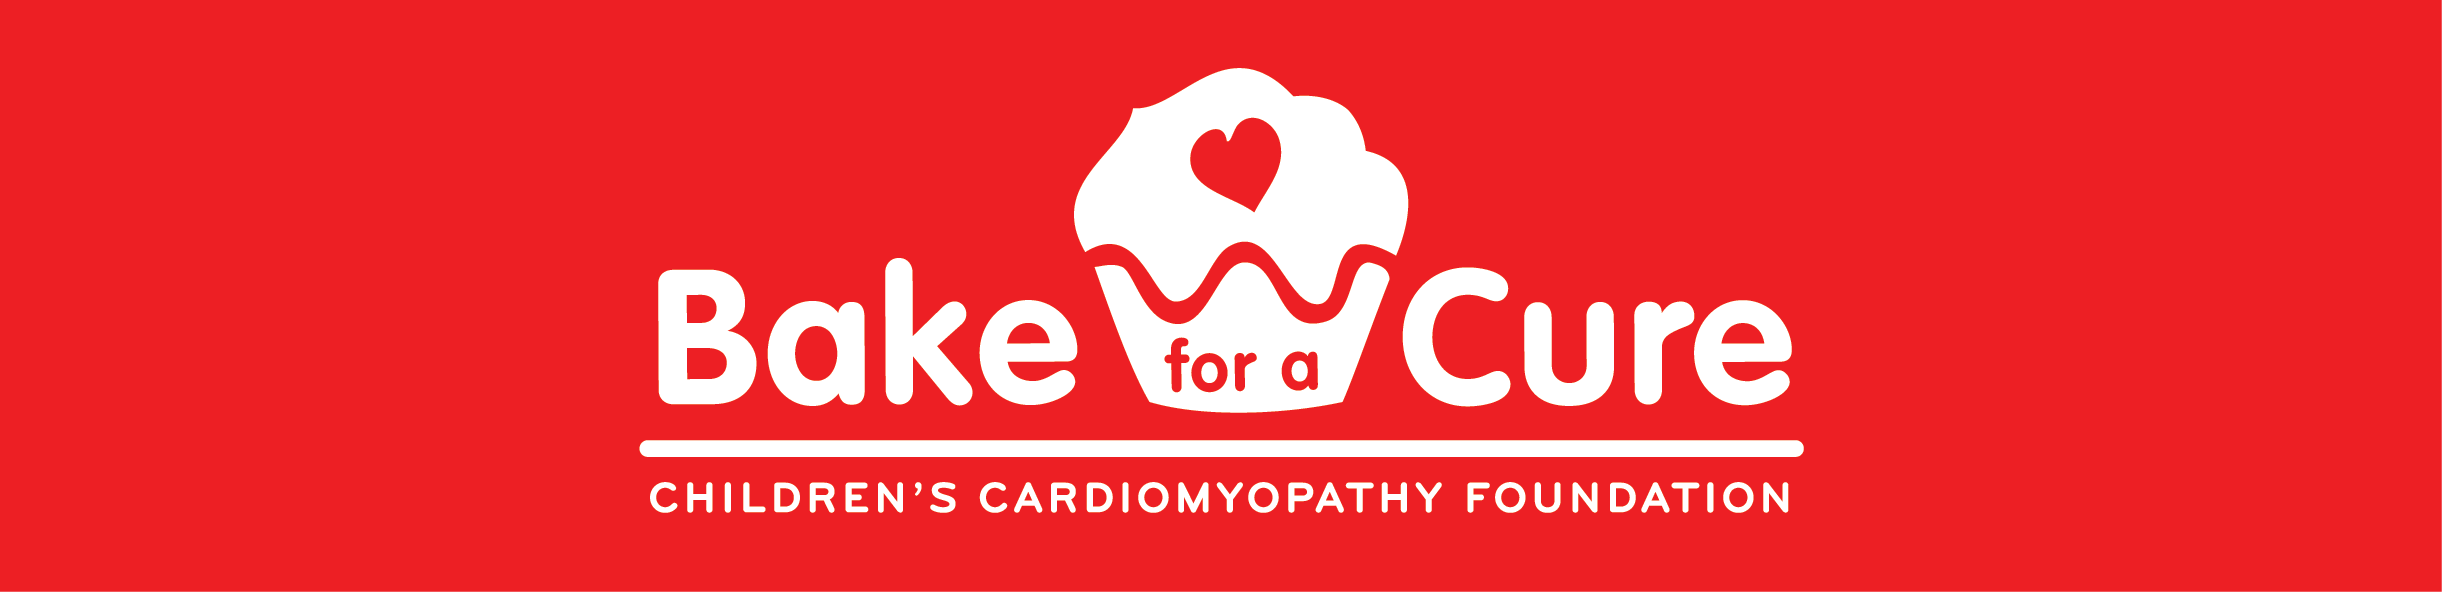 Bake for a Cure
CHILDREN'S CARDIOMYOPATHY FOUNDATION